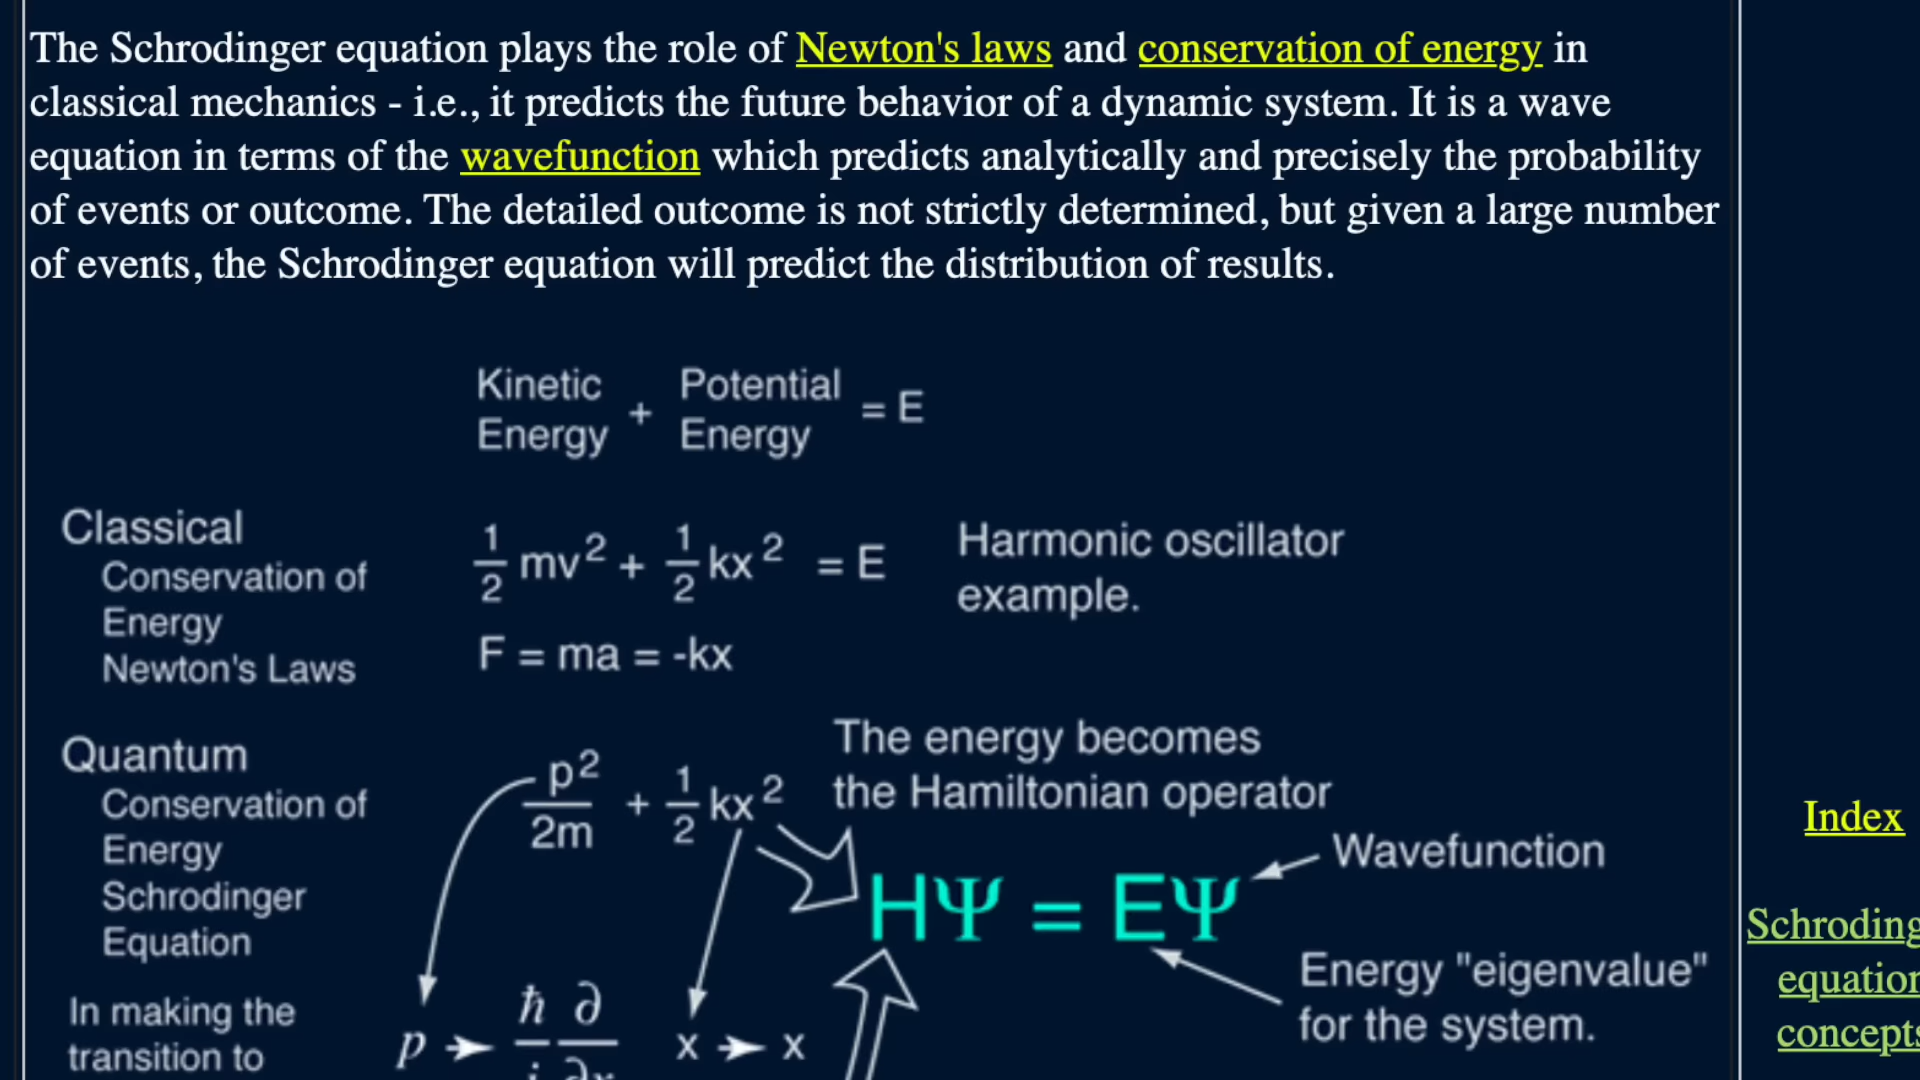 The Schrodinger equation plays the role of Newton's laws and conservation of energy in
classical mechanics - i.e., it predicts the future behavior of a dynamic system. It is a wave
equation in terms of the wavefunction which predicts analytically and precisely the probability
of events or outcome. The detailed outcome is not strictly determined, but given a large number
of events, the Schrodinger equation will predict the distribution of results.
Kinetic Energy + Potential Energy = E
Classical
Conservation of
Energy
Newton's Laws
1/2 mv² + 1/2 kx² = E
F = ma = -kx
Harmonic oscillator
example.
Quantum
Conservation of
Energy
Schrodinger
Equation
In making the
transition to
p²/2m + 1/2 kx²
The energy becomes
the Hamiltonian operator
HΨ = EΨ
Wavefunction
Energy "eigenvalue"
for the system.
p → ħ/i ∂/∂x
x → x
Index
Schroding
equation
concepts